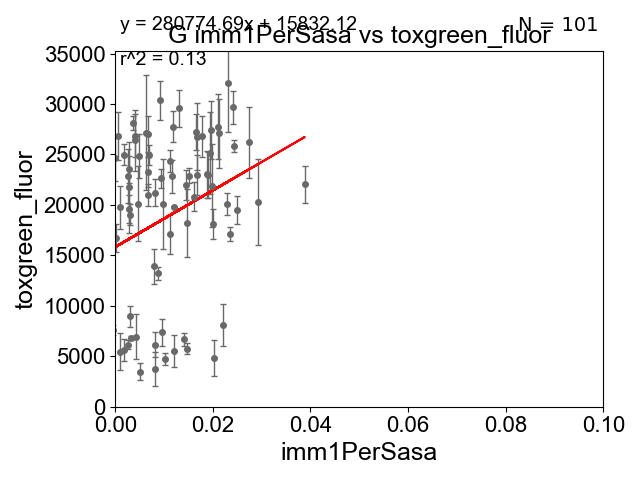 y = 280774.69x + 15832.12
N = 101
G imm1PerSasa vs toxgreen_fluor
r^2 = 0.13
35000
30000
25000
20000
15000
10000
5000
0
toxgreen_fluor
0.00 0.02 0.04 0.06 0.08 0.10
imm1PerSasa